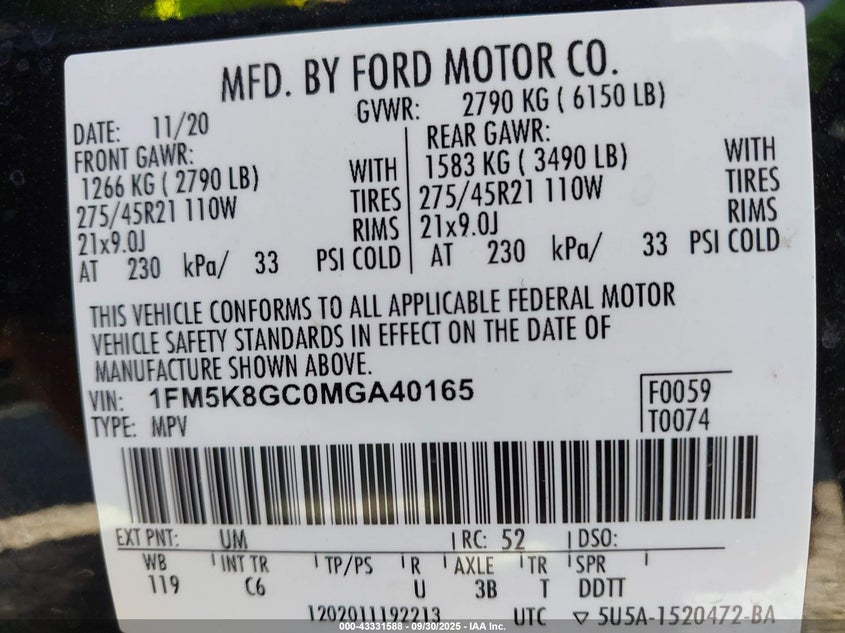 MFD. BY FORD MOTOR CO.
DATE: 11/20 GVWR: 2790 KG ( 6150 LB)
FRONT GAWR: REAR GAWR:
1266 KG ( 2790 LB) WITH 1583 KG ( 3490 LB) WITH
275/45R21 110W TIRES 275/45R21 110W TIRES
21x9.0J RIMS 21x9.0J RIMS
AT 230 kPa/ 33 PSI COLD AT 230 kPa/ 33 PSI COLD
THIS VEHICLE CONFORMS TO ALL APPLICABLE FEDERAL MOTOR
VEHICLE SAFETY STANDARDS IN EFFECT ON THE DATE OF
MANUFACTURE SHOWN ABOVE.
VIN: 1FM5K8GC0MGA40165 F0059
TYPE: MPV T0074
EXT PNT: UM RC: 52 DSO:
WB INT TR TP/PS R AXLE TR SPR
119 C6 U 3B T DDTT
1202011192213 UTC ▽ 5U5A-1520472-BA
000-43331588 - 09/30/2025 - IAA Inc.